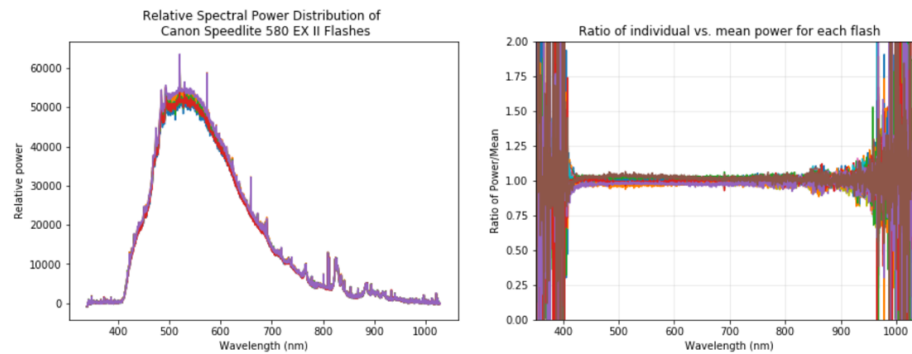 Relative Spectral Power Distribution of
Canon Speedlite 580 EX II Flashes
Relative power
60000
50000
40000
30000
20000
10000
0
400 500 600 700 800 900 1000
Wavelength (nm)
Ratio of individual vs. mean power for each flash
Ratio of Power/Mean
2.00
1.75
1.50
1.25
1.00
0.75
0.50
0.25
0.00
400 500 600 700 800 900 1000
Wavelength (nm)